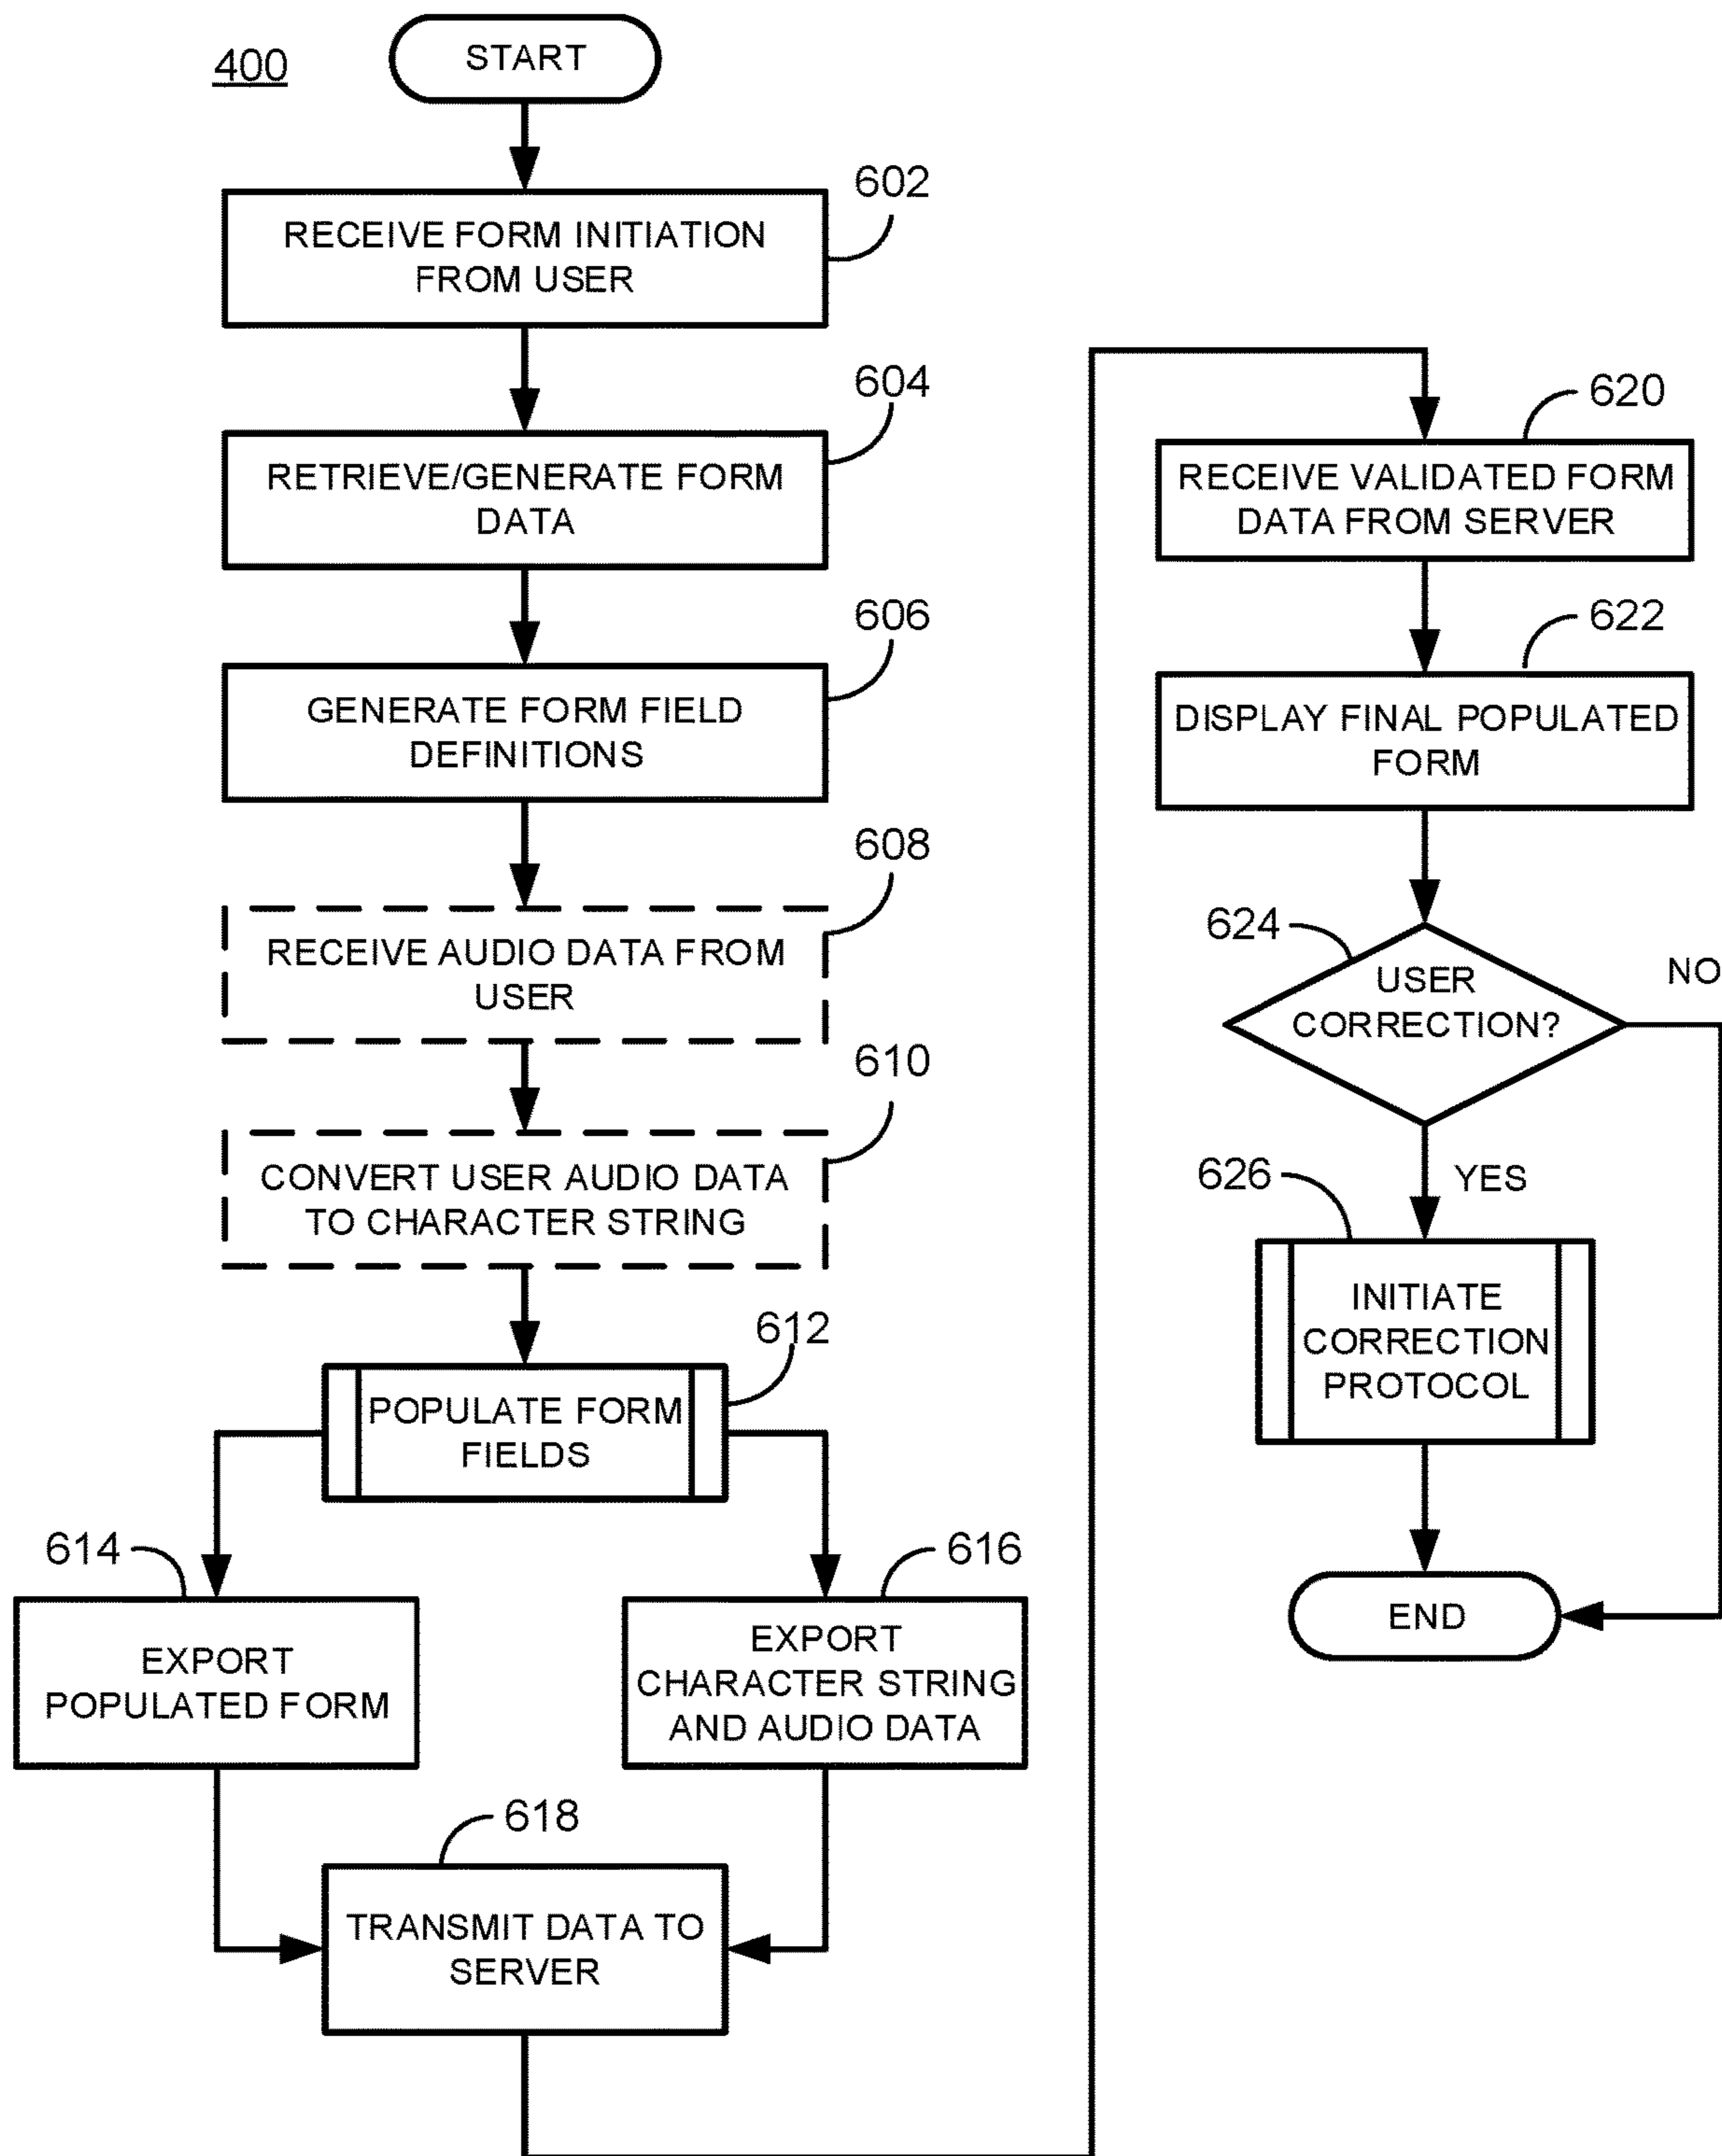 400
START
602
RECEIVE FORM INITIATION
FROM USER
604
RETRIEVE/GENERATE FORM
DATA
606
GENERATE FORM FIELD
DEFINITIONS
608
RECEIVE AUDIO DATA FROM
USER
610
CONVERT USER AUDIO DATA
TO CHARACTER STRING
612
POPULATE FORM
FIELDS
614
EXPORT
POPULATED FORM
616
EXPORT
CHARACTER STRING
AND AUDIO DATA
618
TRANSMIT DATA TO
SERVER
620
RECEIVE VALIDATED FORM
DATA FROM SERVER
622
DISPLAY FINAL POPULATED
FORM
624
USER
CORRECTION?
NO
YES
626
INITIATE
CORRECTION
PROTOCOL
END